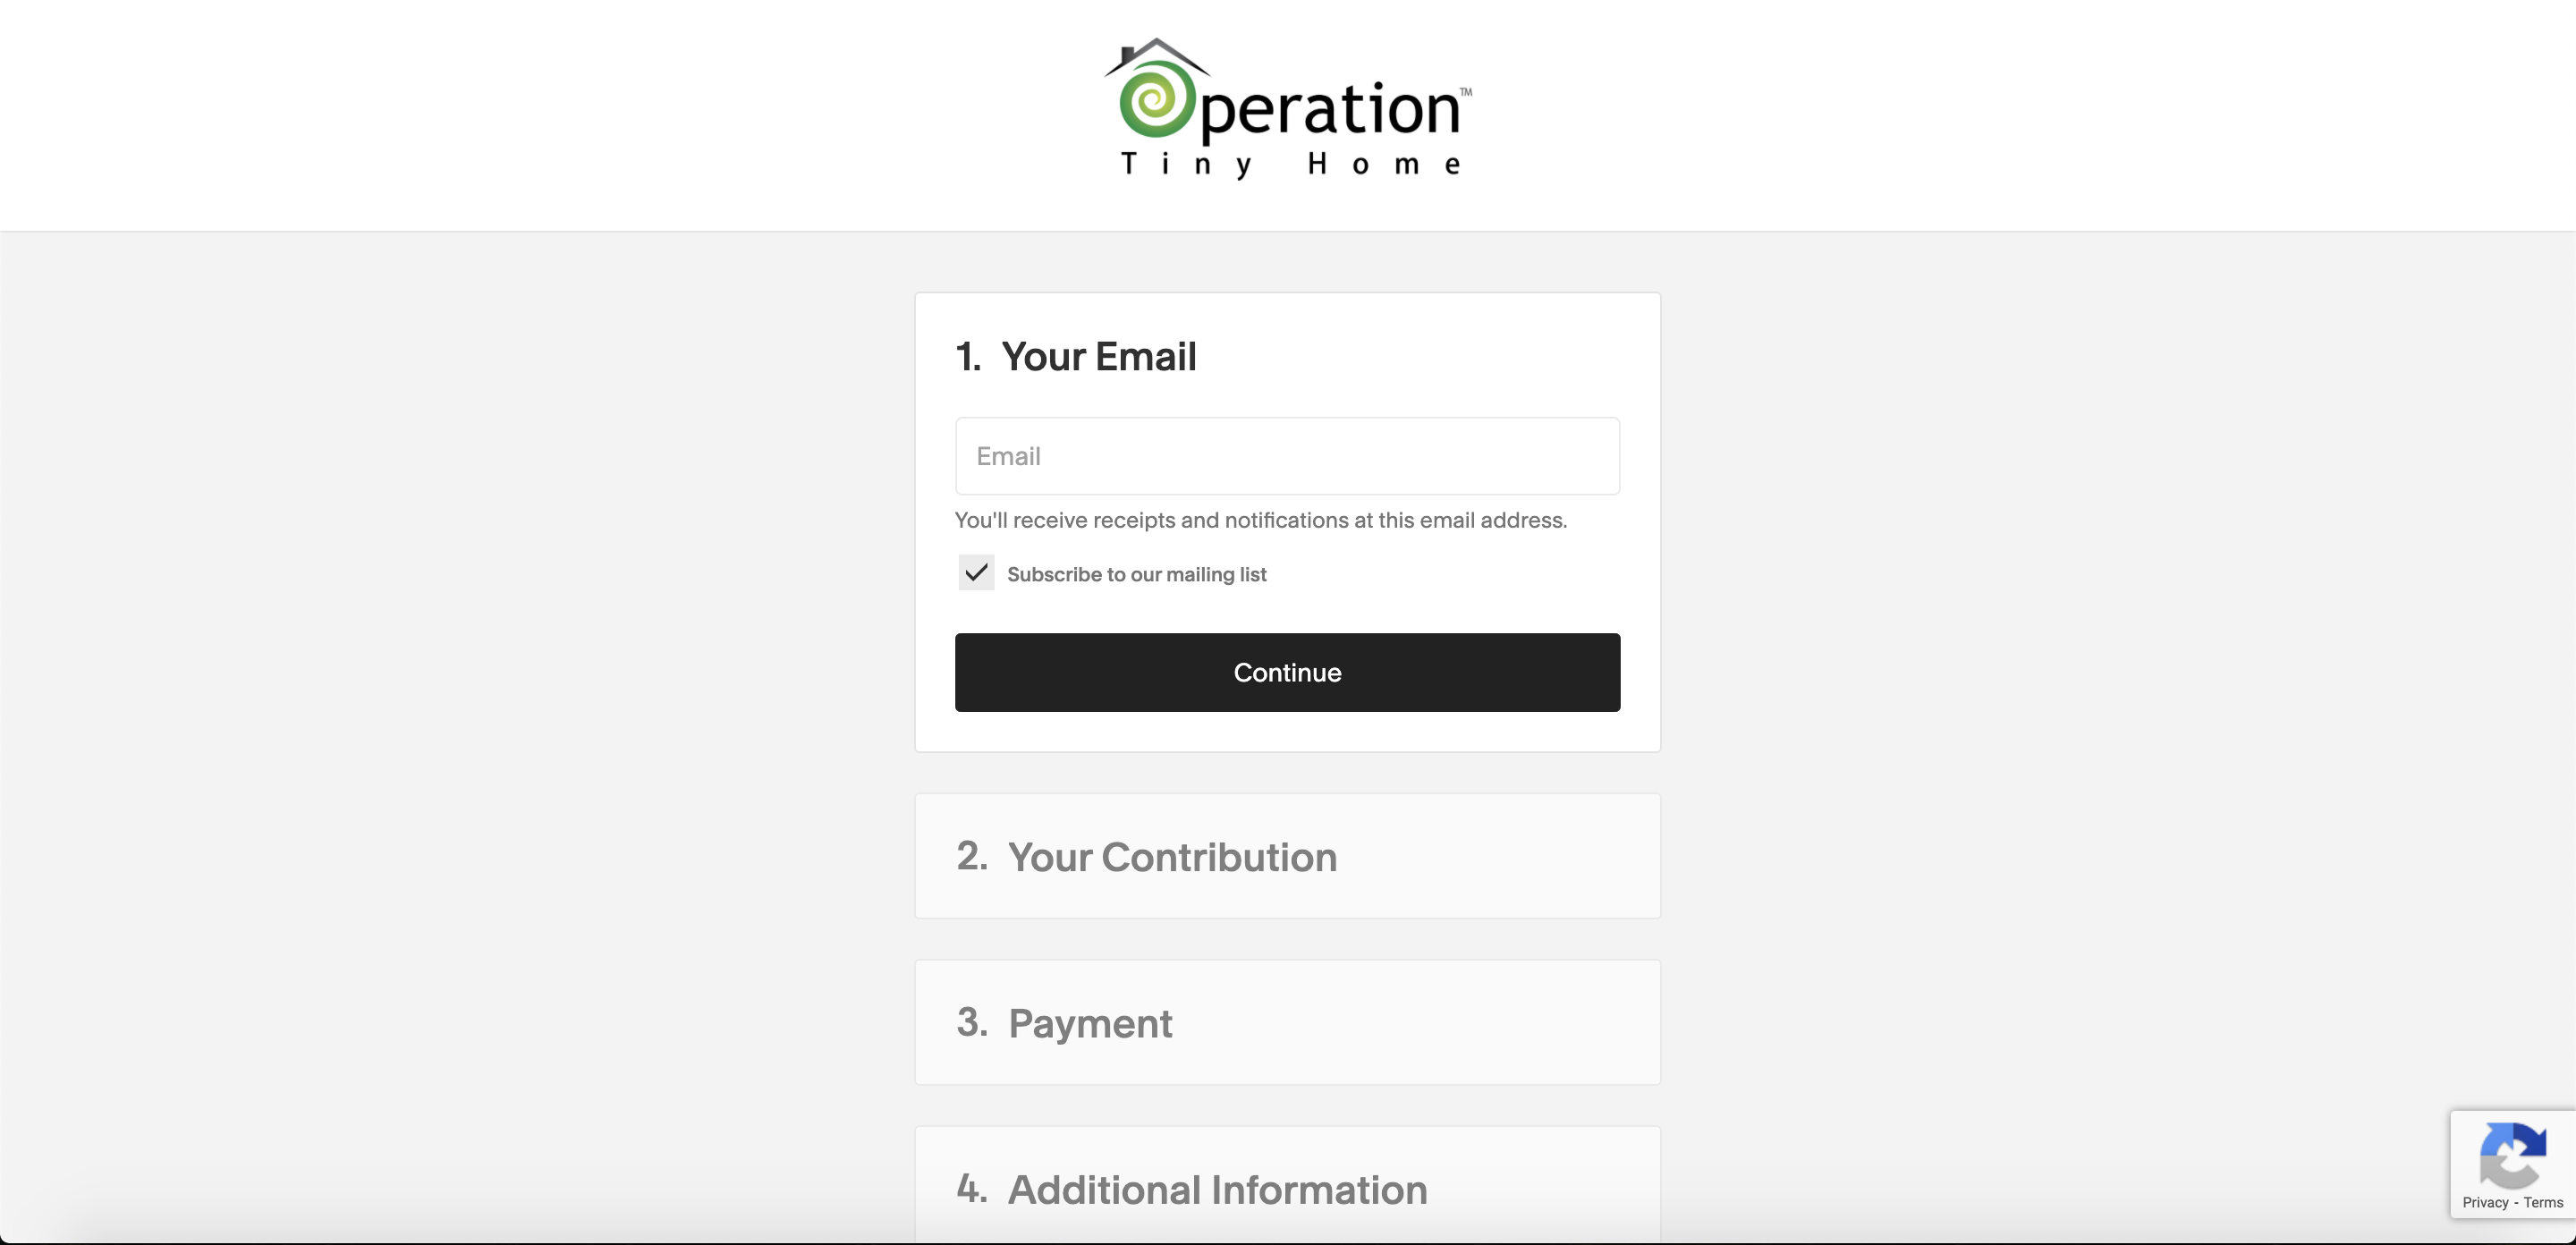 Operation™
Tiny Home
1. Your Email
Email
You'll receive receipts and notifications at this email address.
Subscribe to our mailing list
Continue
2. Your Contribution
3. Payment
4. Additional Information
Privacy - Terms